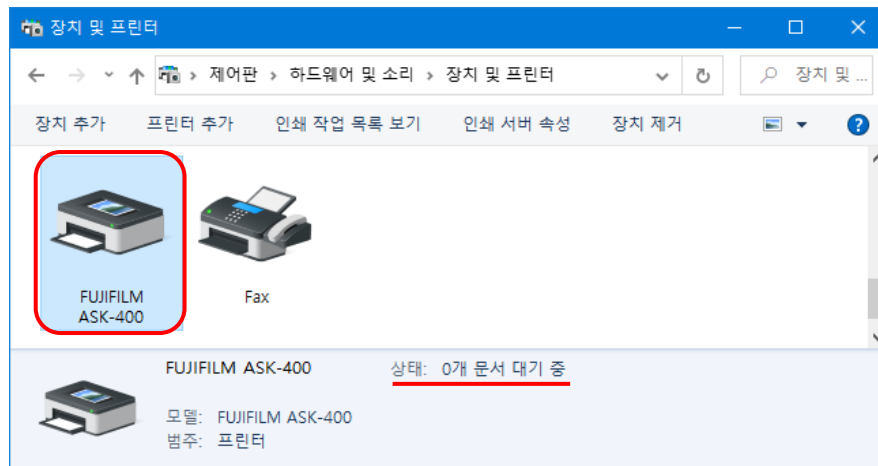 장치 및 프린터
제어판 › 하드웨어 및 소리 › 장치 및 프린터
장치 및 ...
장치 추가 프린터 추가 인쇄 작업 목록 보기 인쇄 서버 속성 장치 제거
FUJIFILM
ASK-400
Fax
FUJIFILM ASK-400 상태: 0개 문서 대기 중
모델: FUJIFILM ASK-400
범주: 프린터